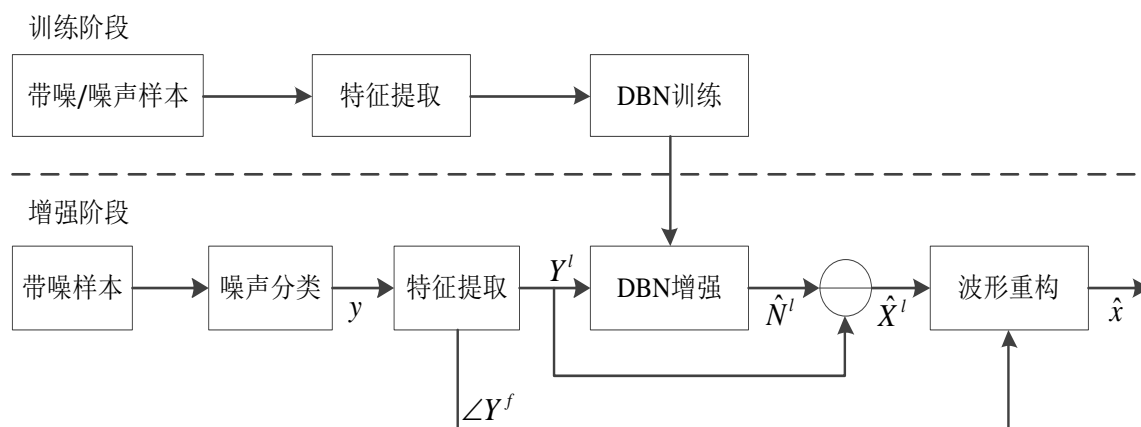 训练阶段
带噪/噪声样本
特征提取
DBN训练
增强阶段
带噪样本
噪声分类
y
特征提取
Y^l
DBN增强
N̂^l
X̂^l
波形重构
x̂
∠Y^f